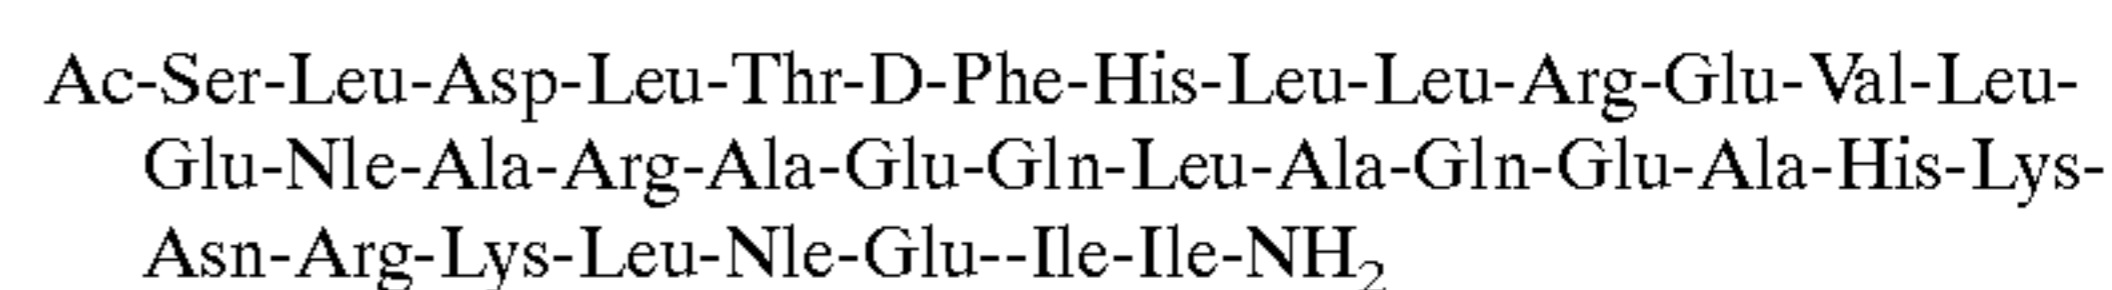 Ac-Ser-Leu-Asp-Leu-Thr-D-Phe-His-Leu-Leu-Arg-Glu-Val-Leu-
Glu-Nle-Ala-Arg-Ala-Glu-Gln-Leu-Ala-Gln-Glu-Ala-His-Lys-
Asn-Arg-Lys-Leu-Nle-Glu--Ile-Ile-NH₂